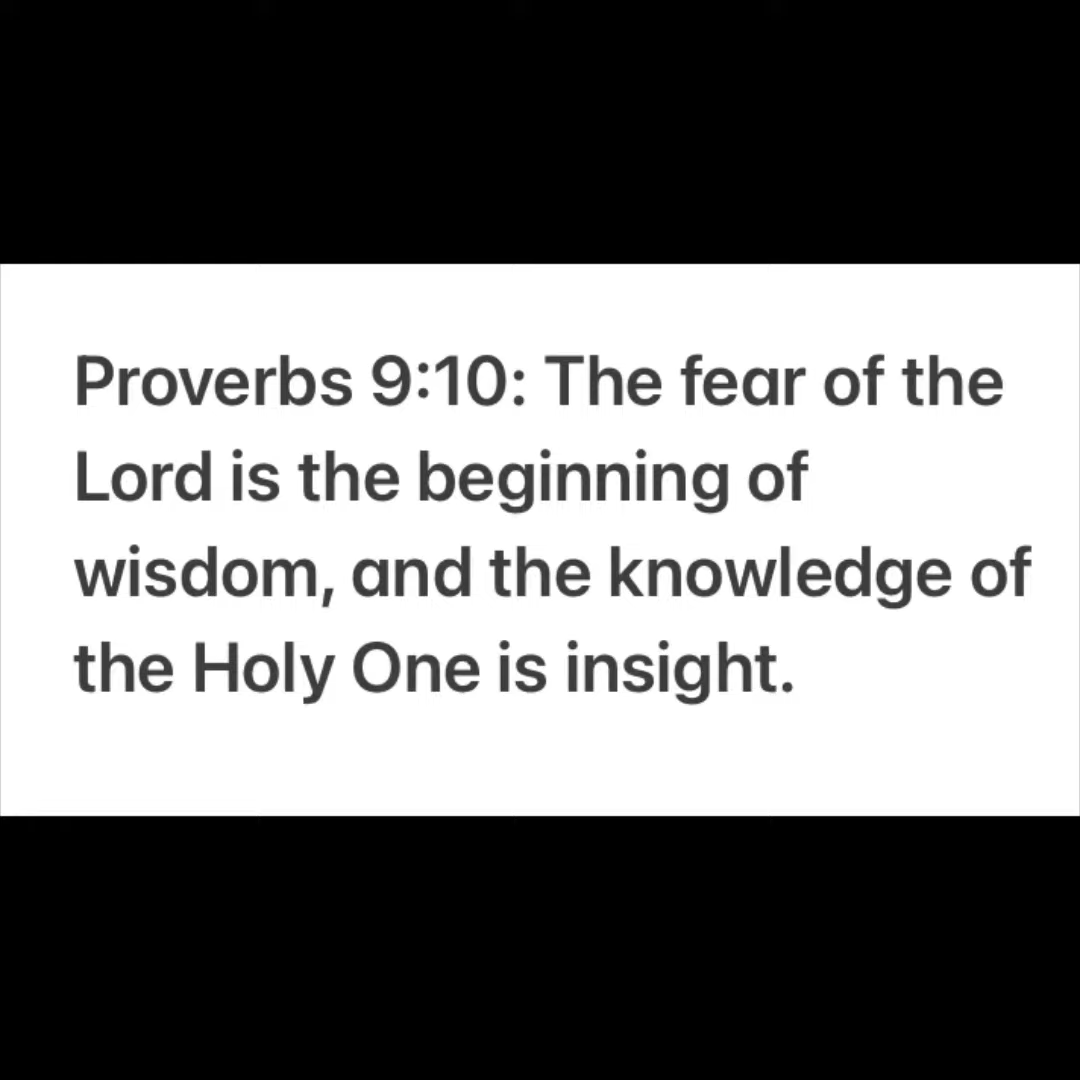 Proverbs 9:10: The fear of the
Lord is the beginning of
wisdom, and the knowledge of
the Holy One is insight.